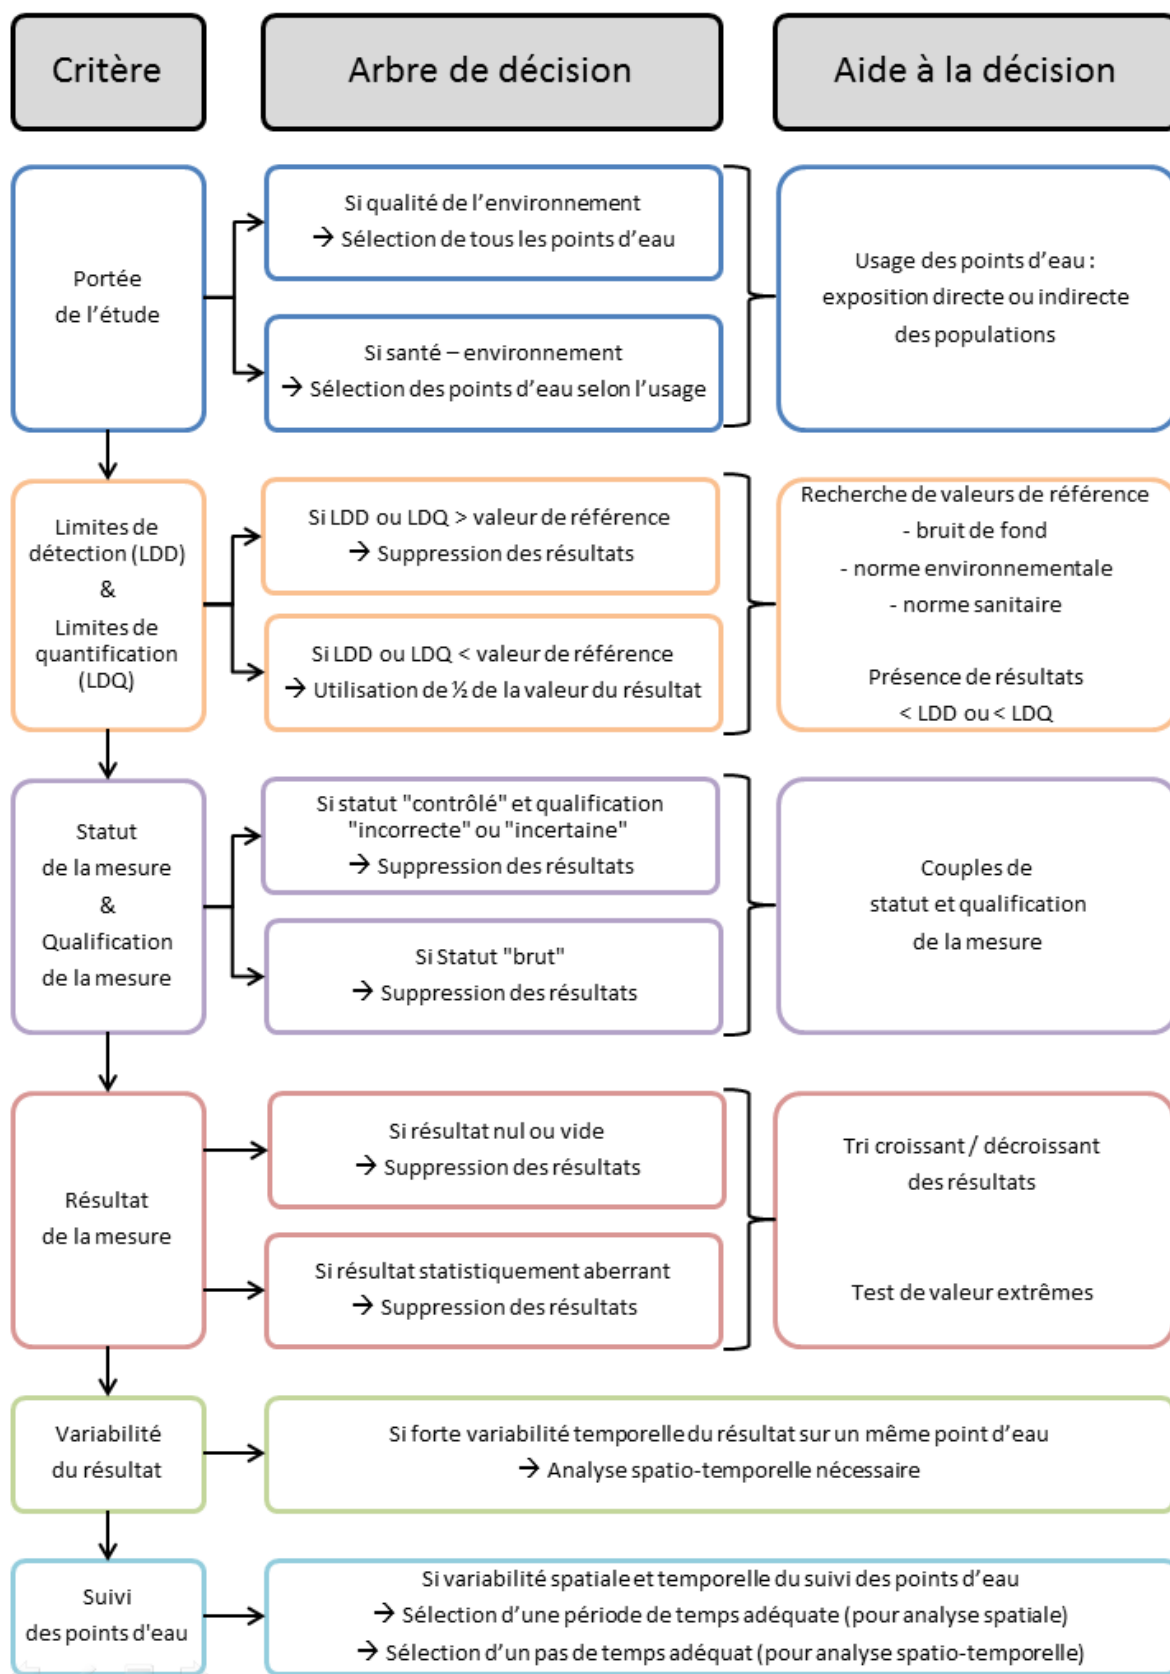 Critère
Arbre de décision
Aide à la décision
Portée
de l'étude
Si qualité de l'environnement
→ Sélection de tous les points d'eau
Si santé – environnement
→ Sélection des points d'eau selon l'usage
Usage des points d'eau :
exposition directe ou indirecte
des populations
Limites de
détection (LDD)
&
Limites de
quantification
(LDQ)
Si LDD ou LDQ > valeur de référence
→ Suppression des résultats
Si LDD ou LDQ < valeur de référence
→ Utilisation de ½ de la valeur du résultat
Recherche de valeurs de référence
- bruit de fond
- norme environnementale
- norme sanitaire
Présence de résultats
< LDD ou < LDQ
Statut
de la mesure
&
Qualification
de la mesure
Si statut "contrôlé" et qualification
"incorrecte" ou "incertaine"
→ Suppression des résultats
Si Statut "brut"
→ Suppression des résultats
Couples de
statut et qualification
de la mesure
Résultat
de la mesure
Si résultat nul ou vide
→ Suppression des résultats
Si résultat statistiquement aberrant
→ Suppression des résultats
Tri croissant / décroissant
des résultats
Test de valeur extrêmes
Variabilité
du résultat
Si forte variabilité temporelle du résultat sur un même point d'eau
→ Analyse spatio-temporelle nécessaire
Suivi
des points d'eau
Si variabilité spatiale et temporelle du suivi des points d'eau
→ Sélection d'une période de temps adéquate (pour analyse spatiale)
→ Sélection d'un pas de temps adéquat (pour analyse spatio-temporelle)